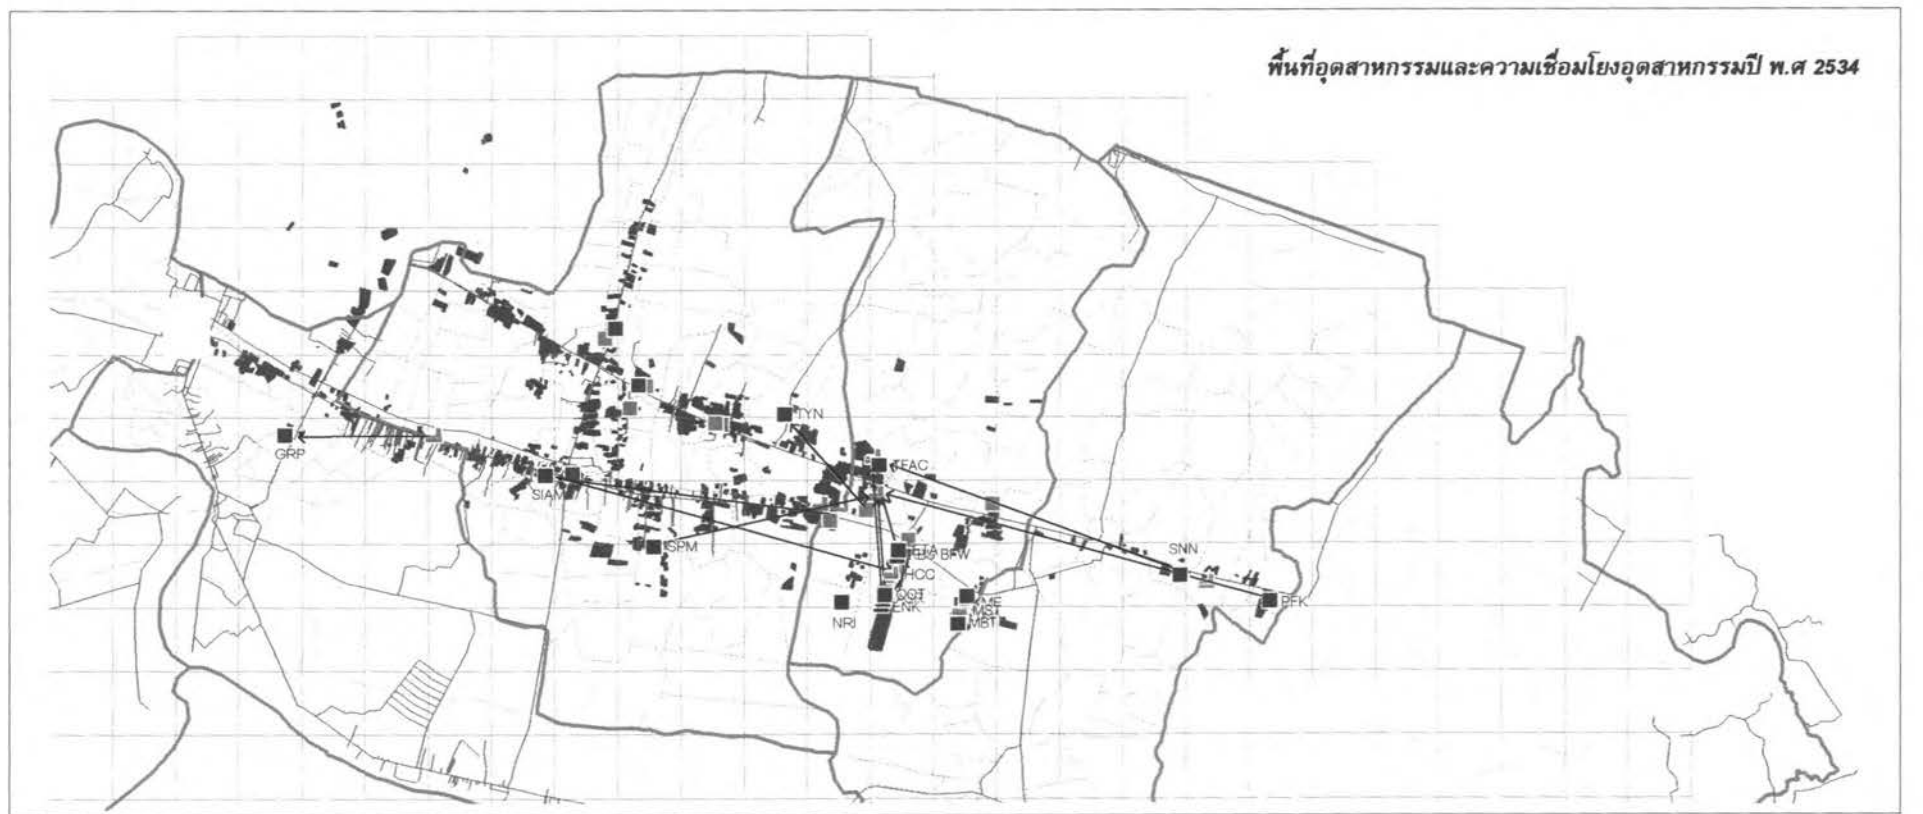 พื้นที่อุตสาหกรรมและความเชื่อมโยงอุตสาหกรรมปี พ.ศ 2534
TYN
GRP
TEAC
SIAM
SPM
SNN
BFW
HCC
PFK
ENK
NRI
MST
MBT